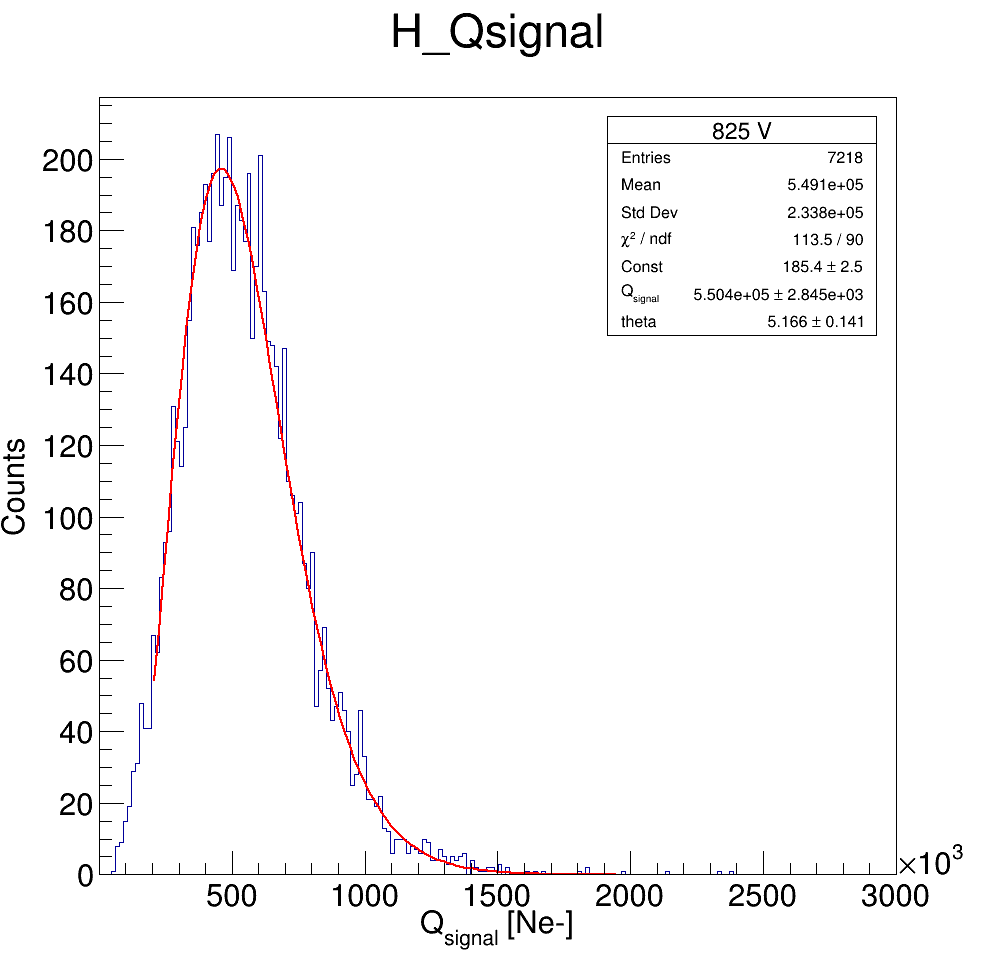 H_Qsignal
825 V
Entries 7218
Mean 5.491e+05
Std Dev 2.338e+05
χ² / ndf 113.5 / 90
Const 185.4 ± 2.5
Qsignal 5.504e+05 ± 2.845e+03
theta 5.166 ± 0.141
Counts
200
180
160
140
120
100
80
60
40
20
0
500 1000 1500 2000 2500 3000
×10³
Qsignal [Ne-]